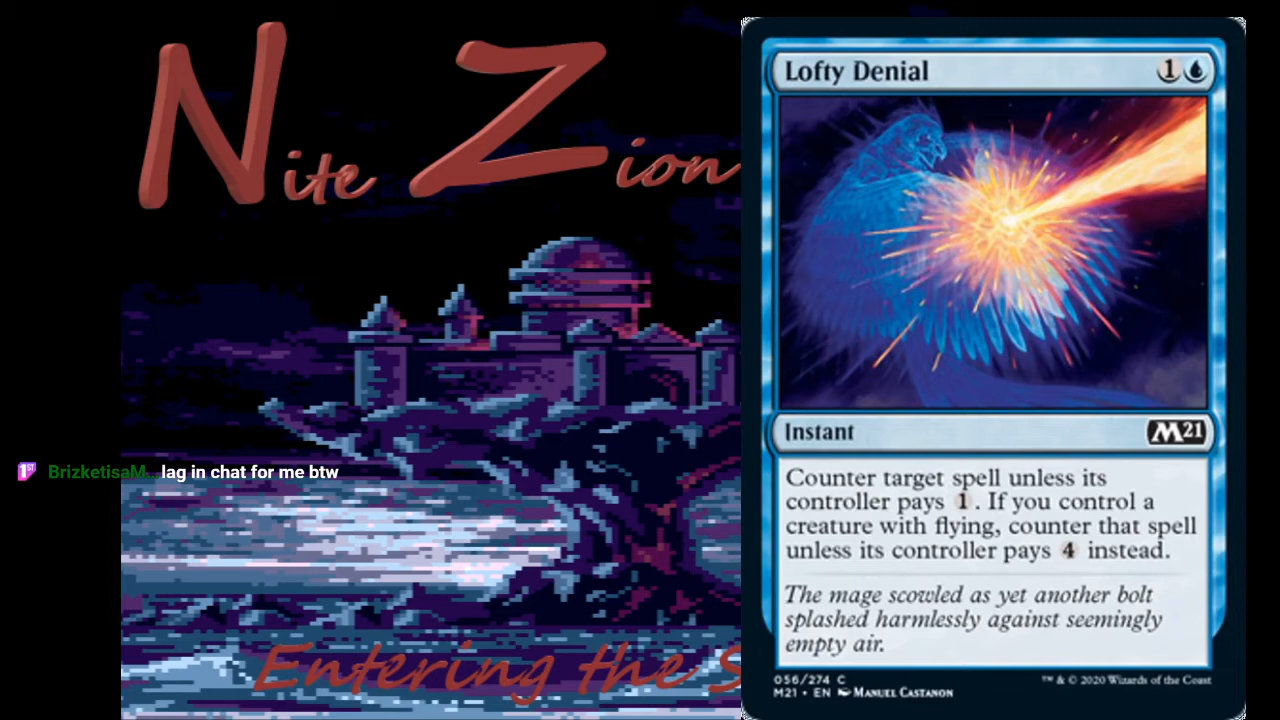 Nite Zion
Lofty Denial 1
Instant M21
BrizketisaM... lag in chat for me btw
Counter target spell unless its
controller pays 1. If you control a
creature with flying, counter that spell
unless its controller pays 4 instead.
The mage scowled as yet another bolt
splashed harmlessly against seemingly
empty air.
Entering the S
056/274 C
M21 • EN Manuel Castanon
™ & © 2020 Wizards of the Coast
1ST